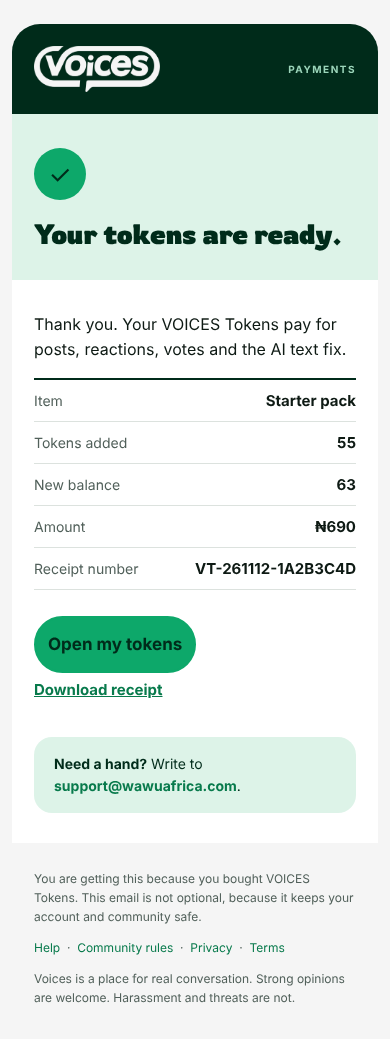 Voices
PAYMENTS
Your tokens are ready.
Thank you. Your VOICES Tokens pay for
posts, reactions, votes and the AI text fix.
Item Starter pack
Tokens added 55
New balance 63
Amount ₦690
Receipt number VT-261112-1A2B3C4D
Open my tokens
Download receipt
Need a hand? Write to
support@wawuafrica.com.
You are getting this because you bought VOICES
Tokens. This email is not optional, because it keeps your
account and community safe.
Help · Community rules · Privacy · Terms
Voices is a place for real conversation. Strong opinions
are welcome. Harassment and threats are not.